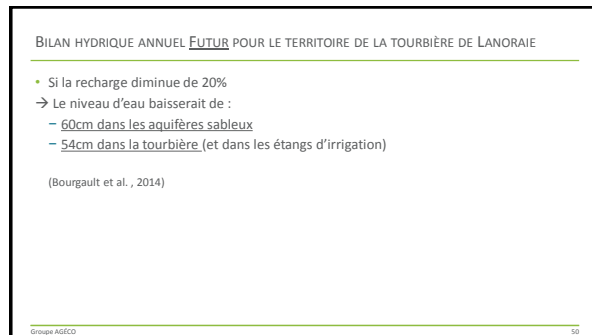 BILAN HYDRIQUE ANNUEL FUTUR POUR LE TERRITOIRE DE LA TOURBIÈRE DE LANORAIE
• Si la recharge diminue de 20%
→ Le niveau d'eau baisserait de :
− 60cm dans les aquifères sableux
− 54cm dans la tourbière (et dans les étangs d'irrigation)
(Bourgault et al. , 2014)
Groupe AGÉCO 50